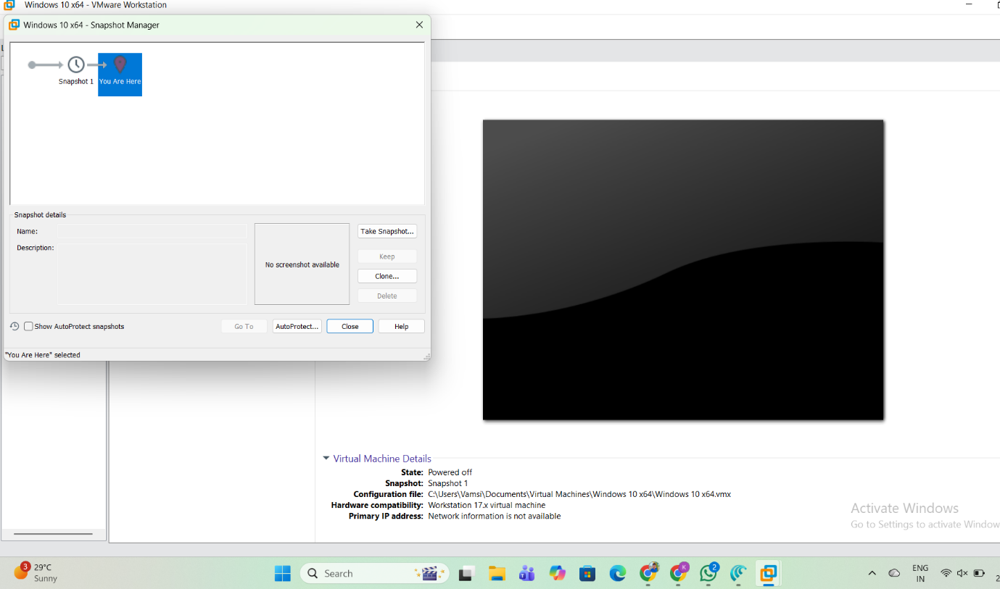 Windows 10 x64 - VMware Workstation
Windows 10 x64 - Snapshot Manager
Snapshot 1
You Are Here
Snapshot details
Name:
Description:
No screenshot available
Take Snapshot...
Keep
Clone...
Delete
Show AutoProtect snapshots
Go To
AutoProtect...
Close
Help
"You Are Here" selected
Virtual Machine Details
State: Powered off
Snapshot: Snapshot 1
Configuration file: C:\Users\Vamsi\Documents\Virtual Machines\Windows 10 x64\Windows 10 x64.vmx
Hardware compatibility: Workstation 17.x virtual machine
Primary IP address: Network information is not available
Activate Windows
Go to Settings to activate Window
3
29°C
Sunny
Search
K
2
ENG
IN